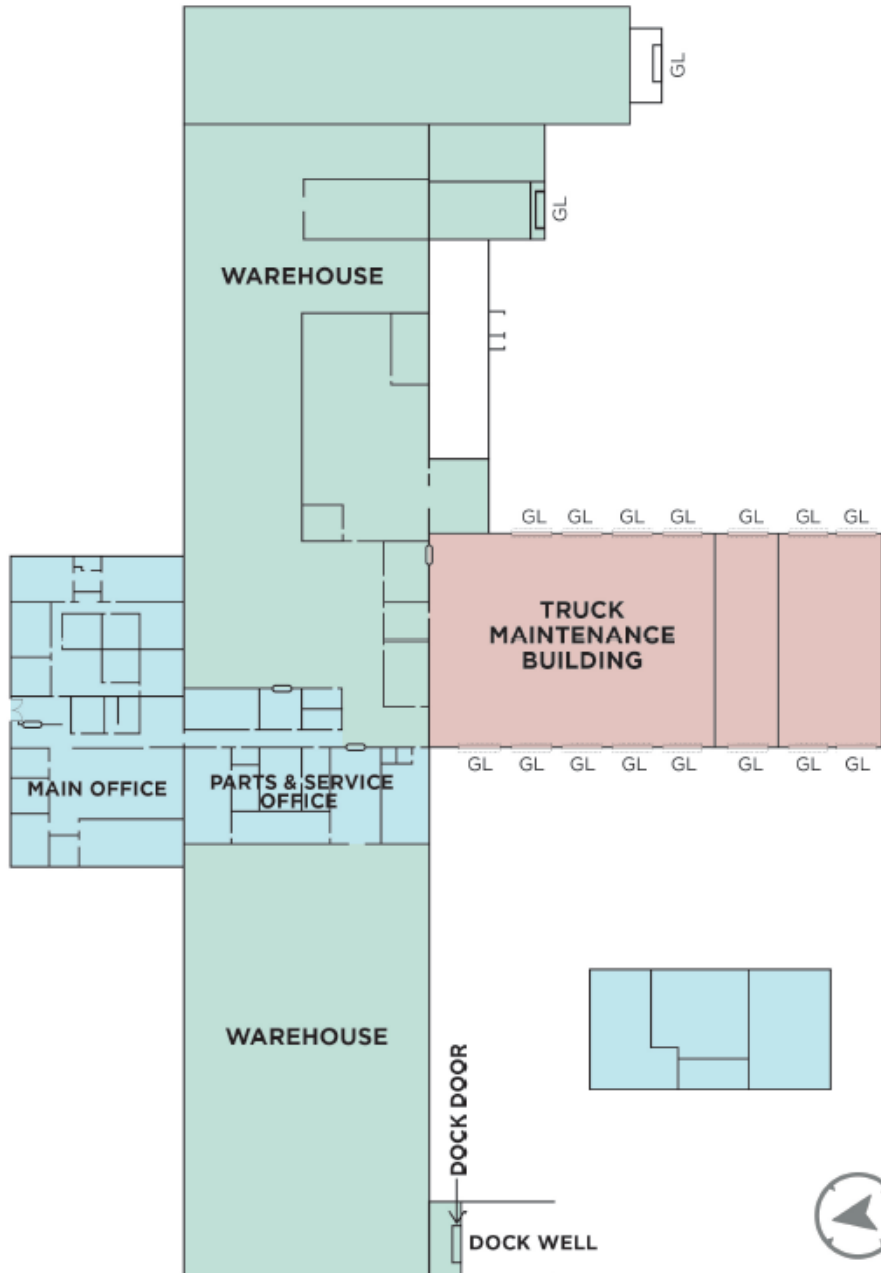 GL
GL
WAREHOUSE
GL GL GL GL GL GL GL
TRUCK
MAINTENANCE
BUILDING
GL GL GL GL GL GL GL GL
MAIN OFFICE
PARTS & SERVICE
OFFICE
WAREHOUSE
DOCK DOOR
DOCK WELL